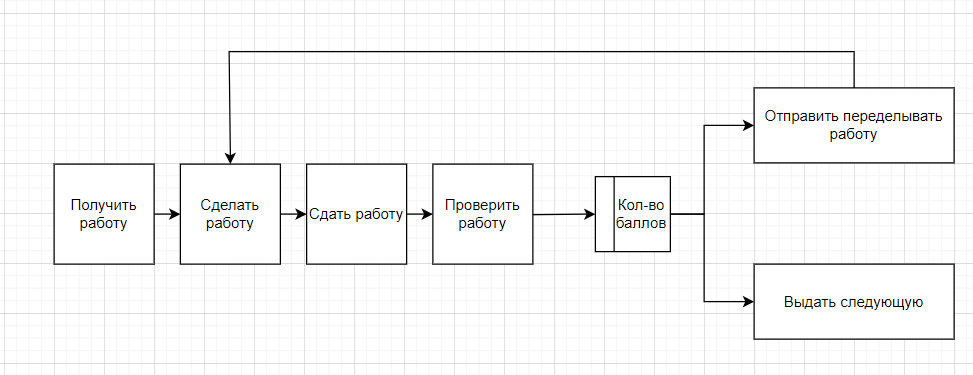 Отправить переделывать
работу
Получить
работу
Сделать
работу
Сдать работу
Проверить
работу
Кол-во
баллов
Выдать следующую